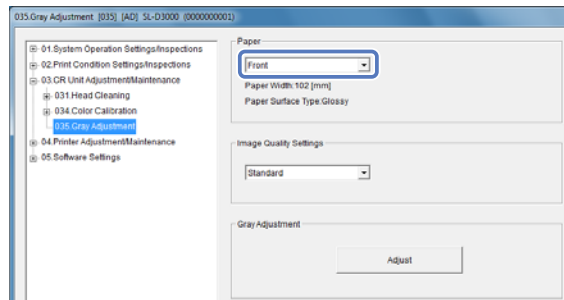 035.Gray Adjustment [035] [AD] SL-D3000 (0000000001)
01.System Operation Settings/Inspections
02.Print Condition Settings/Inspections
03.CR Unit Adjustment/Maintenance
031.Head Cleaning
034.Color Calibration
035.Gray Adjustment
04.Printer Adjustment/Maintenance
05.Software Settings
Paper
Front
Paper Width:102 [mm]
Paper Surface Type:Glossy
Image Quality Settings
Standard
Gray Adjustment
Adjust